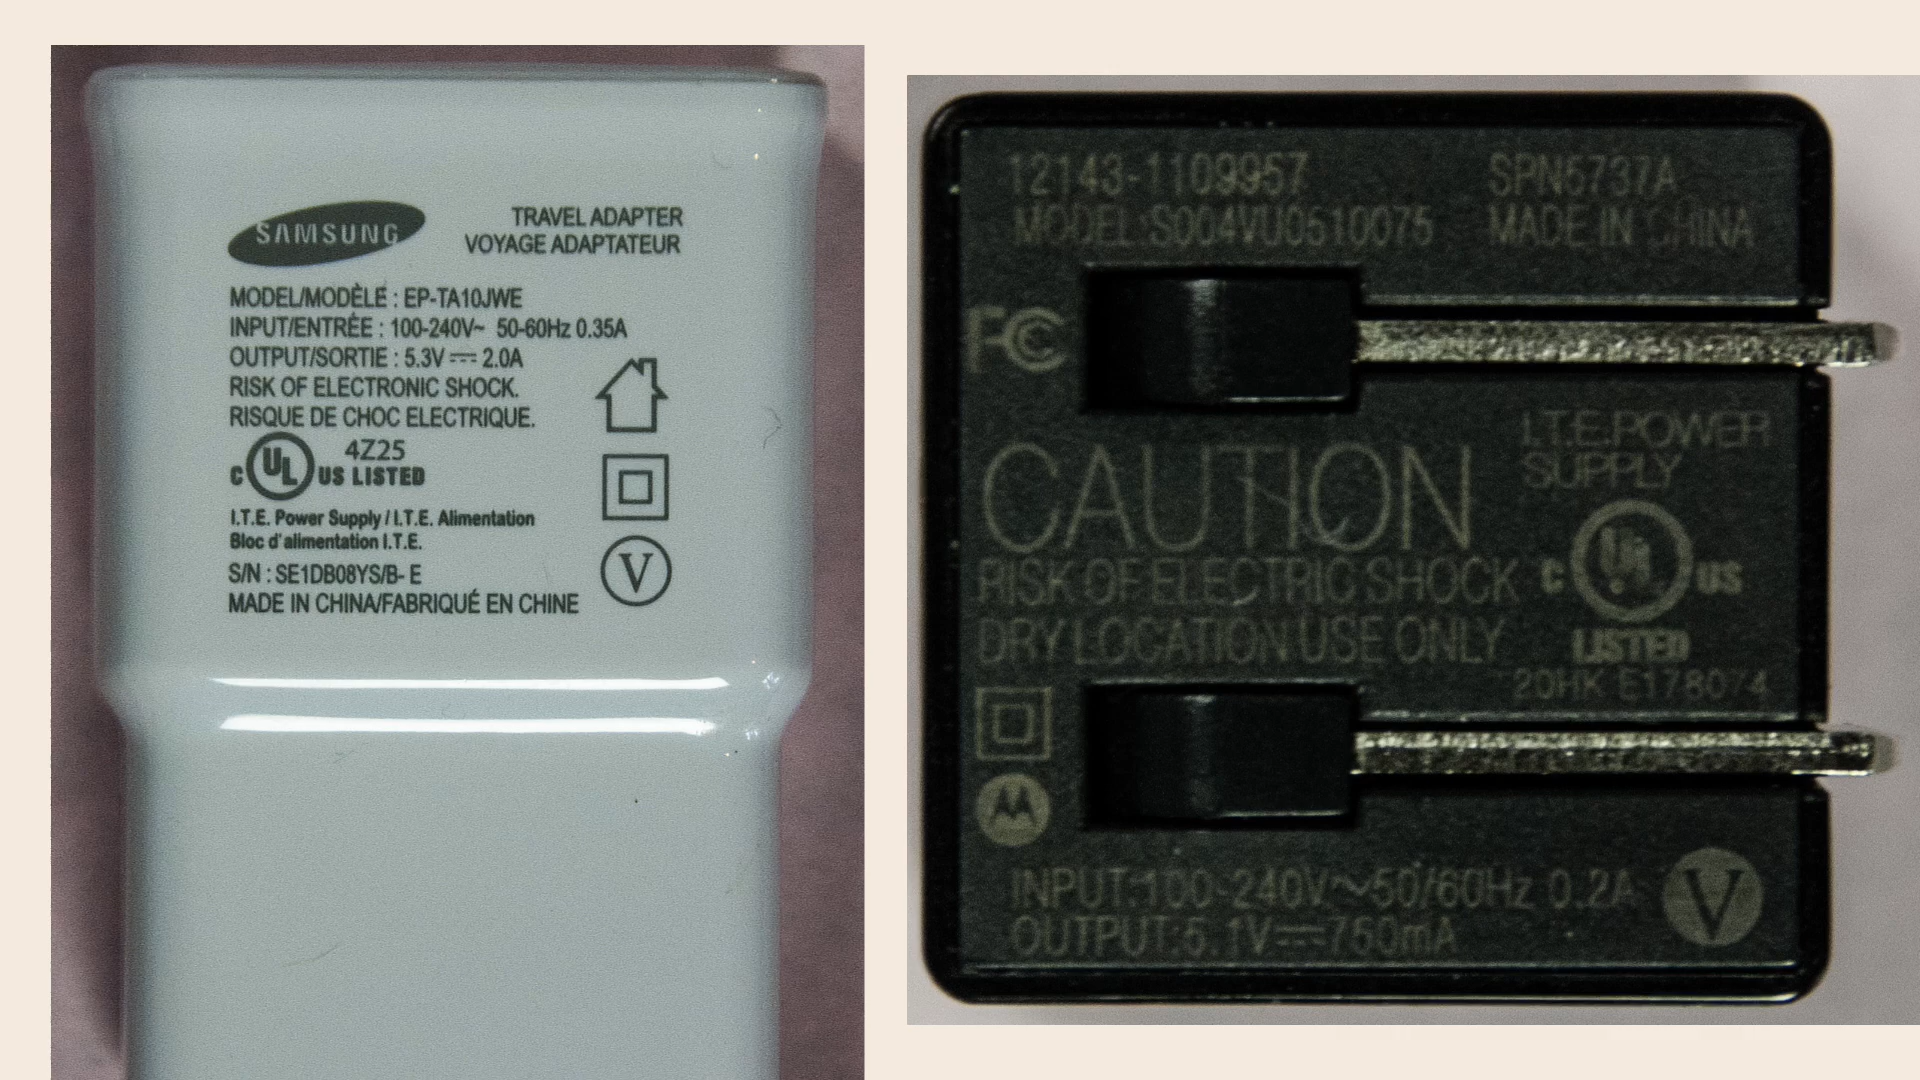 SAMSUNG
TRAVEL ADAPTER
VOYAGE ADAPTATEUR
MODEL/MODÈLE : EP-TA10JWE
INPUT/ENTRÉE : 100-240V~ 50-60Hz 0.35A
OUTPUT/SORTIE : 5.3V ⎓ 2.0A
RISK OF ELECTRONIC SHOCK.
RISQUE DE CHOC ELECTRIQUE.
4Z25
C UL US LISTED
I.T.E. Power Supply / I.T.E. Alimentation
Bloc d'alimentation I.T.E.
S/N : SE1DB08YS/B- E
MADE IN CHINA/FABRIQUÉ EN CHINE
V
12143-1109957
SPN5737A
MODEL:S004VU0510075
MADE IN CHINA
FC
I.T.E.POWER
SUPPLY
CAUTION
RISK OF ELECTRIC SHOCK
DRY LOCATION USE ONLY
C UL US
LISTED
20HK E178074
INPUT:100-240V~50/60Hz 0.2A
OUTPUT:5.1V⎓750mA
V